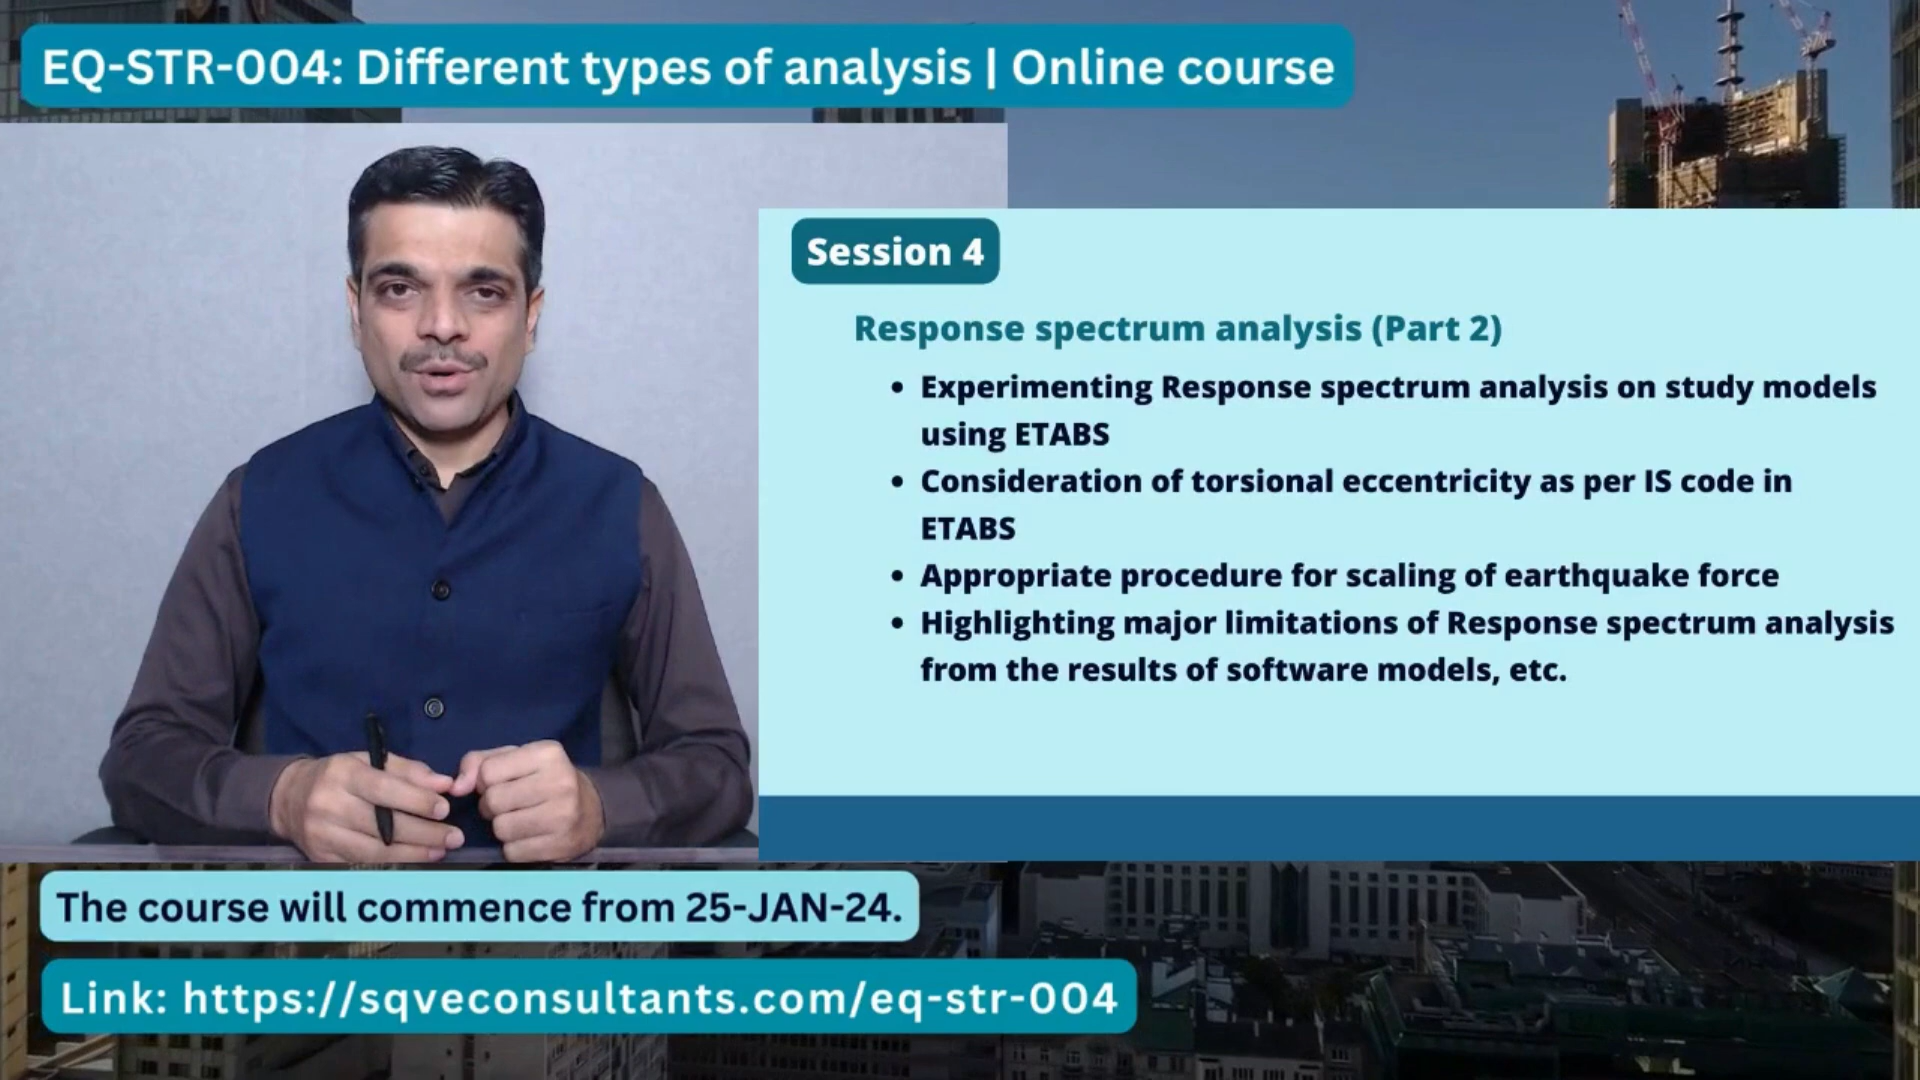 EQ-STR-004: Different types of analysis | Online course
Session 4
Response spectrum analysis (Part 2)
• Experimenting Response spectrum analysis on study models
using ETABS
• Consideration of torsional eccentricity as per IS code in
ETABS
• Appropriate procedure for scaling of earthquake force
• Highlighting major limitations of Response spectrum analysis
from the results of software models, etc.
The course will commence from 25-JAN-24.
Link: https://sqveconsultants.com/eq-str-004